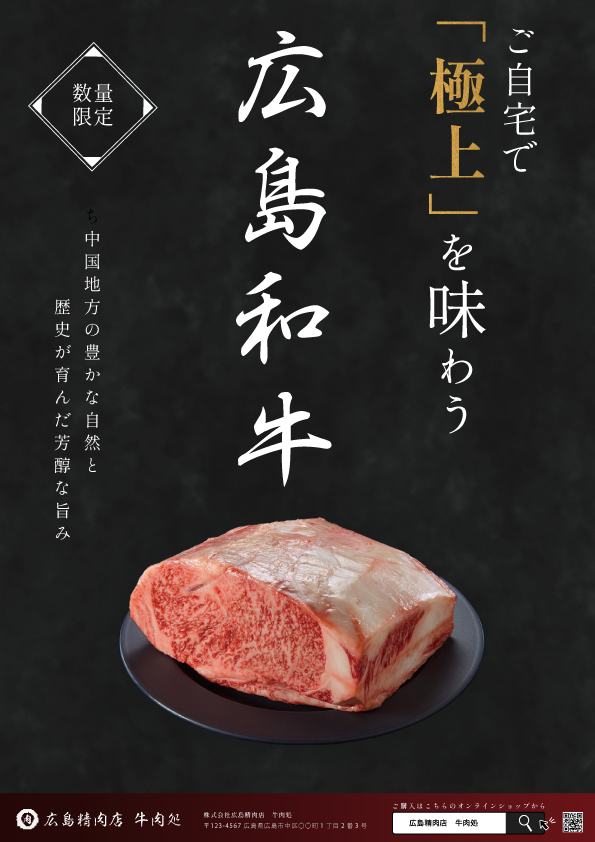 ご自宅で
「極上」を味わう
広島和牛
数量
限定
ち中国地方の豊かな自然と
歴史が育んだ芳醇な旨み
肉 広島精肉店 牛肉処
株式会社広島精肉店 牛肉処
〒123-4567 広島県広島市中区〇〇町1丁目2番3号
ご購入はこちらのオンラインショップから
広島精肉店 牛肉処